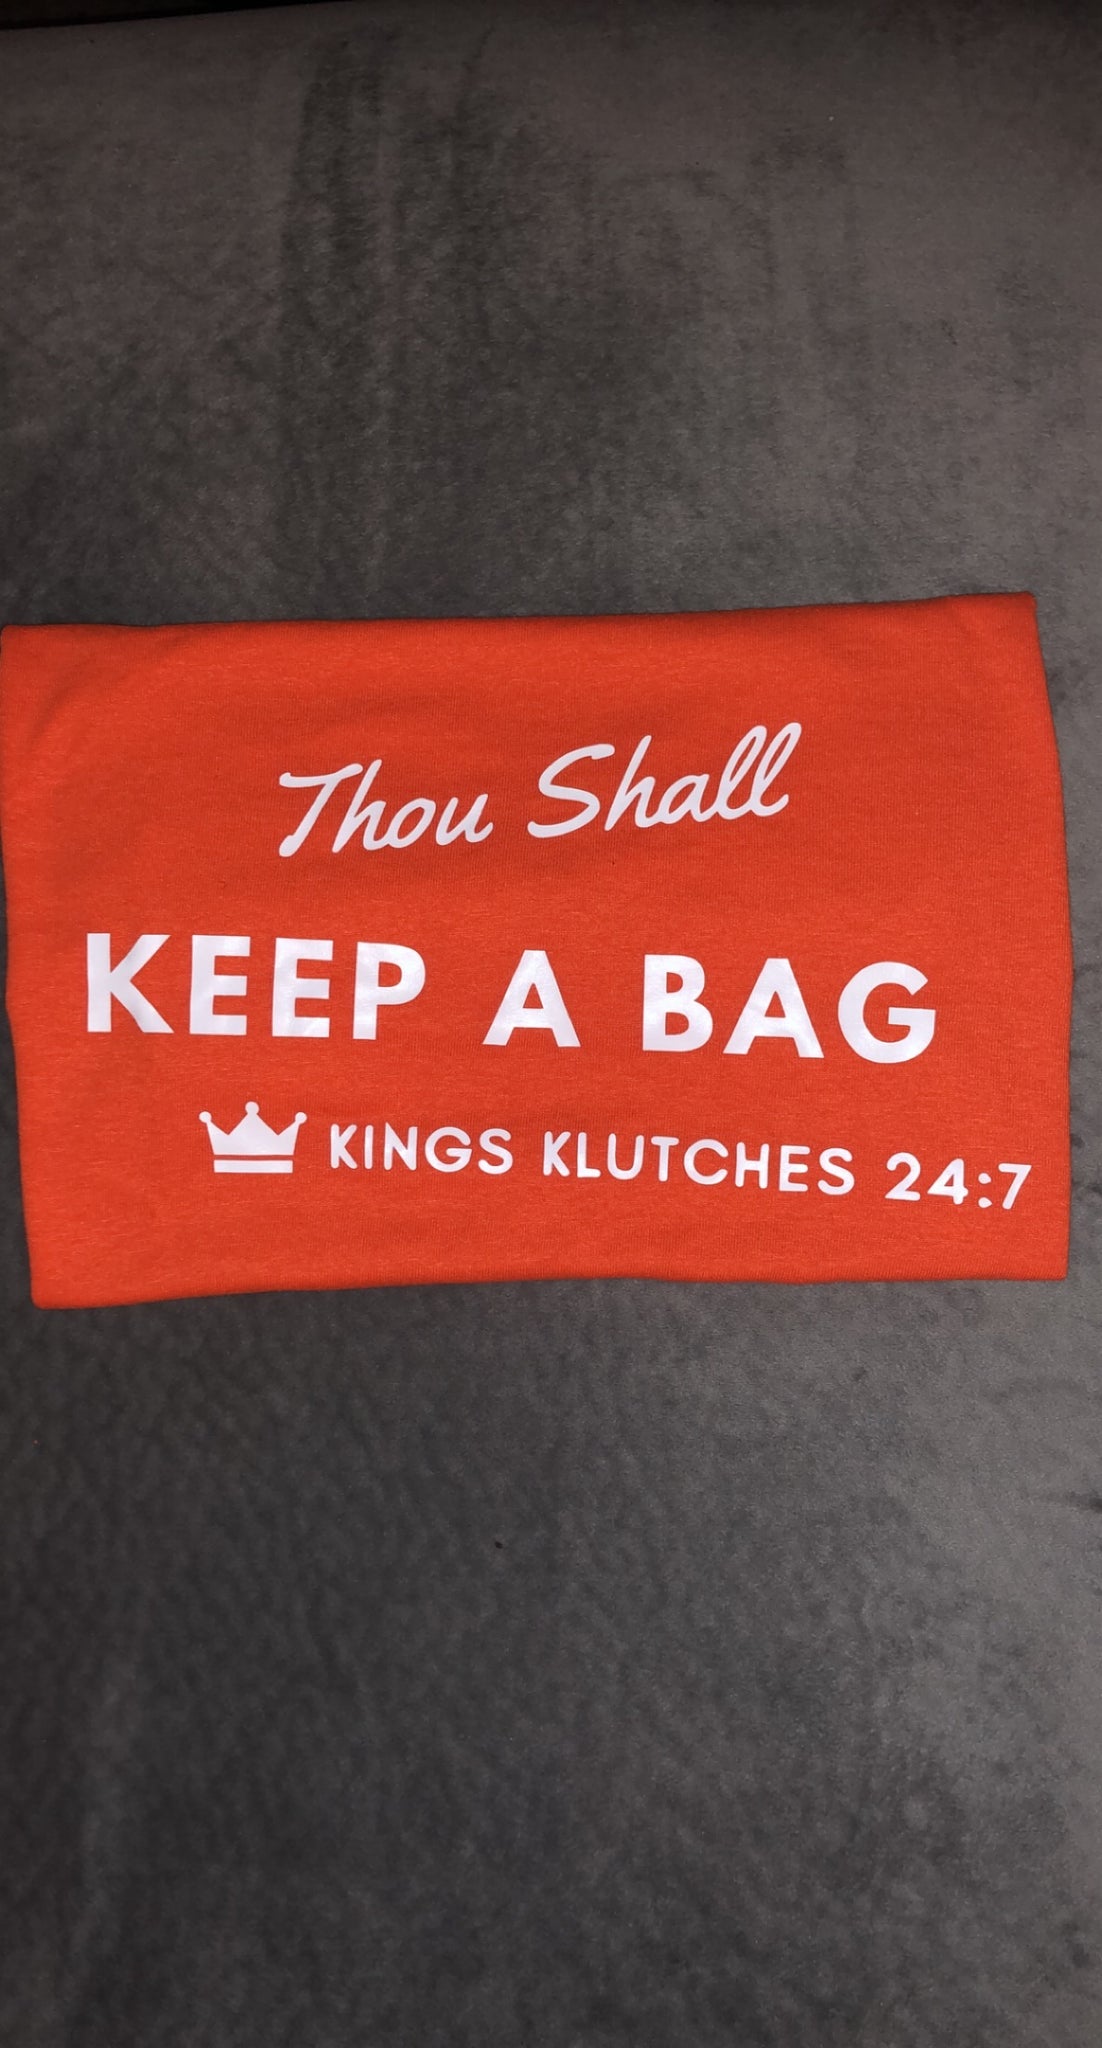 Thou Shall
KEEP A BAG
KINGS KLUTCHES 24:7